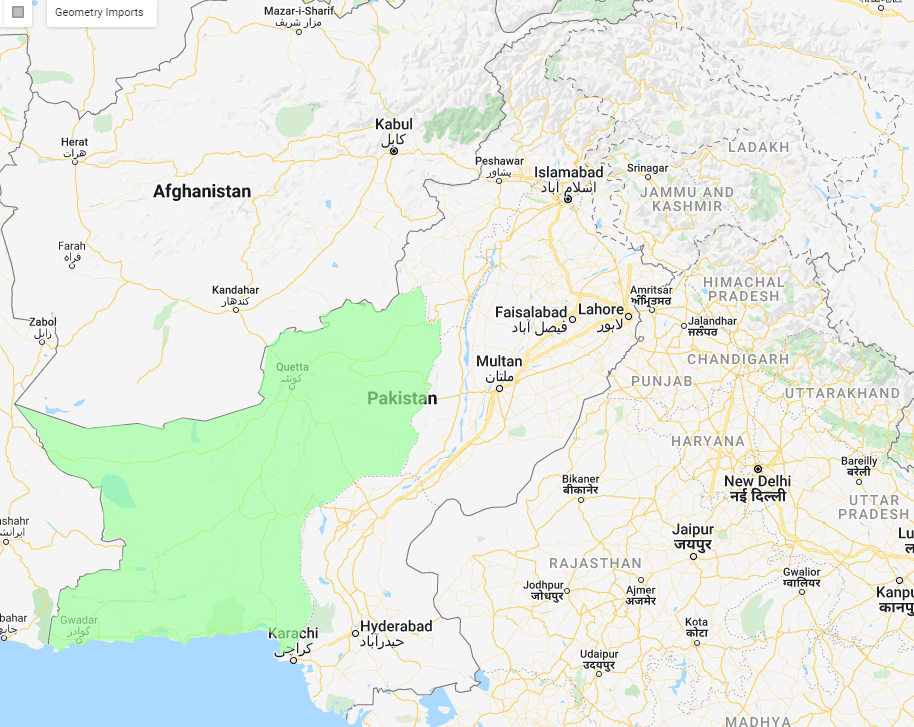 Geometry Imports
Mazar-i-Sharif
مزار شريف
Kabul
کابل
Herat
هرات
Peshawar
پشاور
Islamabad
اسلام آباد
Srinagar
LADAKH
JAMMU AND
KASHMIR
Afghanistan
Farah
فراه
Kandahar
کندهار
Zabol
زابل
Faisalabad
فیصل آباد
Lahore
لاہور
Amritsar
ਅੰਮ੍ਰਿਤਸਰ
HIMACHAL
PRADESH
Jalandhar
ਜਲੰਧਰ
Multan
ملتان
CHANDIGARH
PUNJAB
UTTARAKHAND
Quetta
کوئٹہ
Pakistan
HARYANA
New Delhi
नई दिल्ली
Bareilly
बरेली
Bikaner
बीकानेर
UTTAR
PRADESH
Jaipur
जयपुर
RAJASTHAN
Jodhpur
जोधपुर
Ajmer
अजमेर
Gwalior
ग्वालियर
Kanpu
कानपु
Lu
ashahr
ایرانش
bahar
چابه
Gwadar
گوادر
Karachi
کراچی
Hyderabad
حیدرآباد
Kota
कोटा
Udaipur
उदयपुर
MADHYA